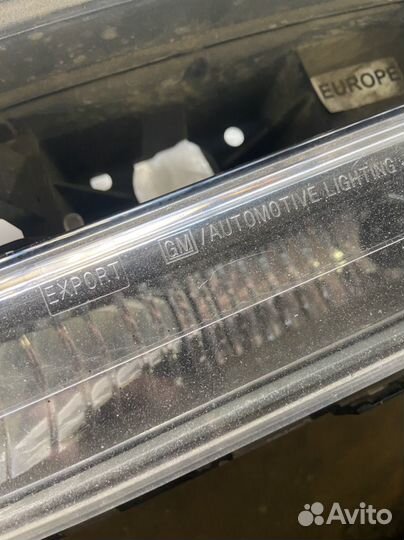 EUROPE
EXPORT GM / AUTOMOTIVE LIGHTING
Avito